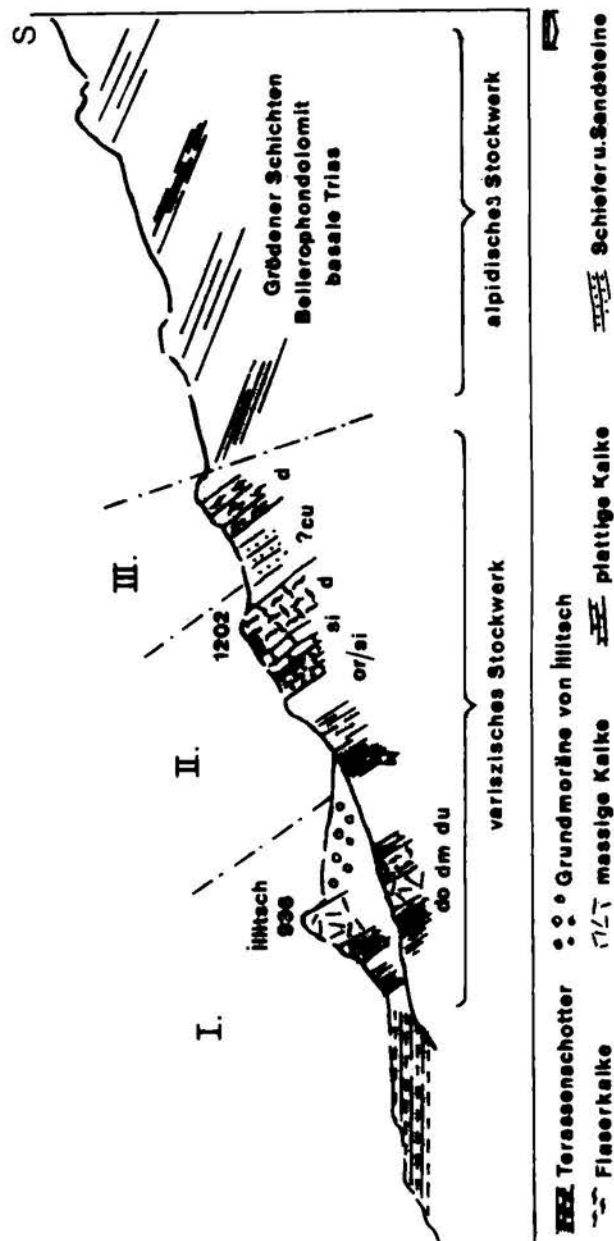 S
I.
II.
III.
Illitsch
936
1202
do dm du
or/si
si
d
?cu
d
Grödener Schichten
Bellerophondolomit
basale Trias
variszisches Stockwerk
alpidisches Stockwerk
Terassenschotter
Grundmoräne von Illitsch
Flaserkalke
massige Kalke
plattige Kalke
Schiefer u. Sandsteine